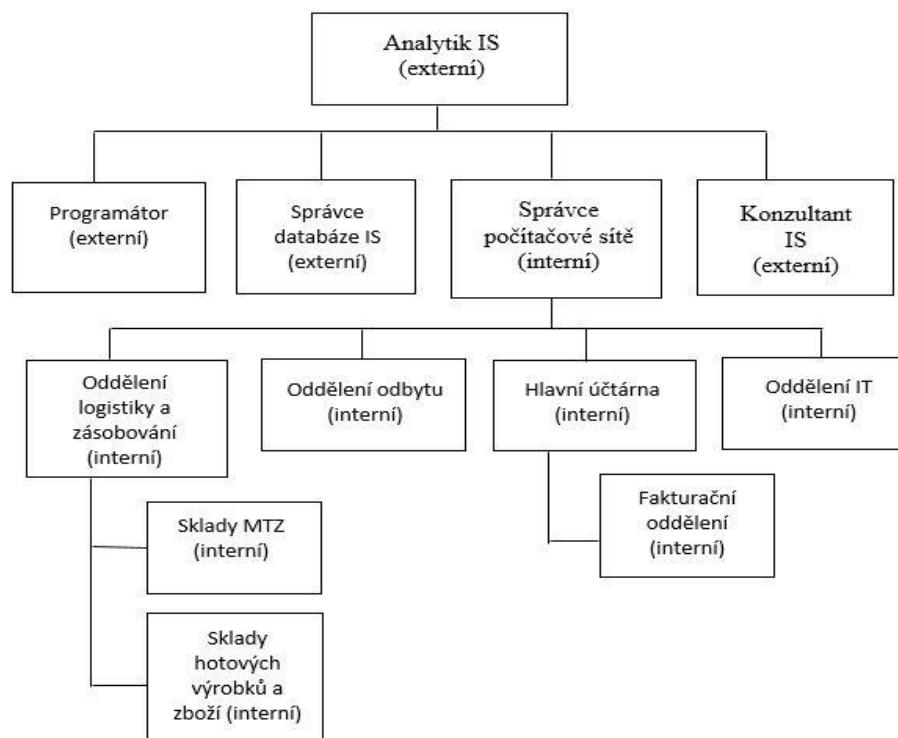 Analytik IS
(externí)
Programátor
(externí)
Správce
databáze IS
(externí)
Správce
počítačové sítě
(interní)
Konzultant
IS
(externí)
Oddělení
logistiky a
zásobování
(interní)
Oddělení odbytu
(interní)
Hlavní účtárna
(interní)
Oddělení IT
(interní)
Sklady MTZ
(interní)
Fakturační
oddělení
(interní)
Sklady
hotových
výrobků a
zboží (interní)